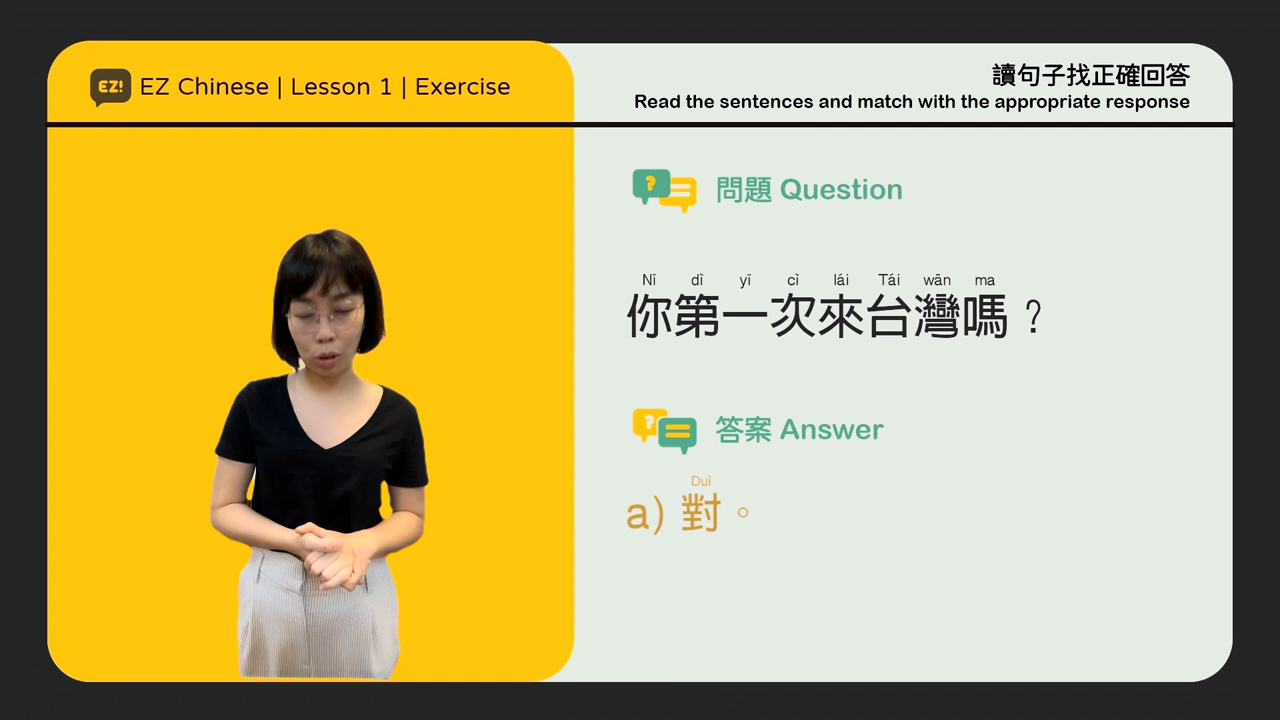 EZ! EZ Chinese | Lesson 1 | Exercise
讀句子找正確回答
Read the sentences and match with the appropriate response
? 問題 Question
Nǐ dì yī cì lái Tái wān ma
你第一次來台灣嗎？
? 答案 Answer
Duì
a) 對。